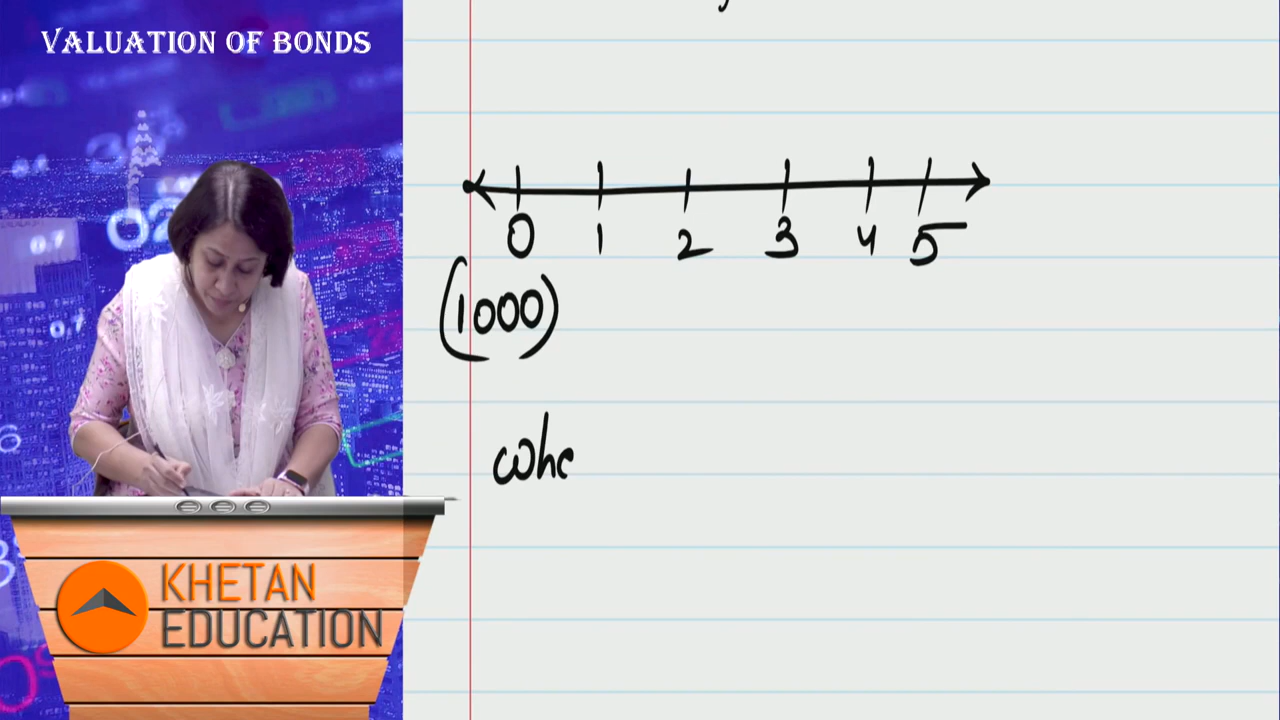 VALUATION OF BONDS
0 1 2 3 4 5
(1000)
whe
KHETAN
EDUCATION